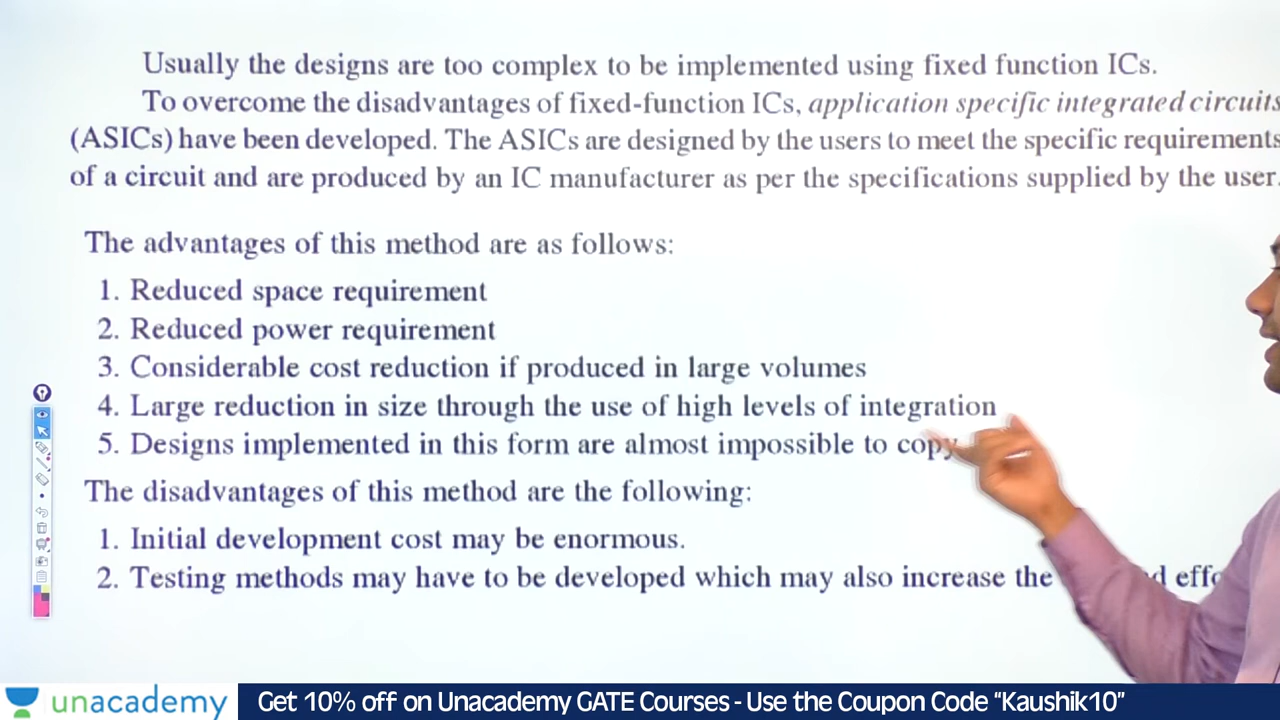 Usually the designs are too complex to be implemented using fixed function ICs.
To overcome the disadvantages of fixed-function ICs, application specific integrated circuits
(ASICs) have been developed. The ASICs are designed by the users to meet the specific requirements
of a circuit and are produced by an IC manufacturer as per the specifications supplied by the user.
The advantages of this method are as follows:
1. Reduced space requirement
2. Reduced power requirement
3. Considerable cost reduction if produced in large volumes
4. Large reduction in size through the use of high levels of integration
5. Designs implemented in this form are almost impossible to copy
The disadvantages of this method are the following:
1. Initial development cost may be enormous.
2. Testing methods may have to be developed which may also increase the
unacademy Get 10% off on Unacademy GATE Courses - Use the Coupon Code "Kaushik10"